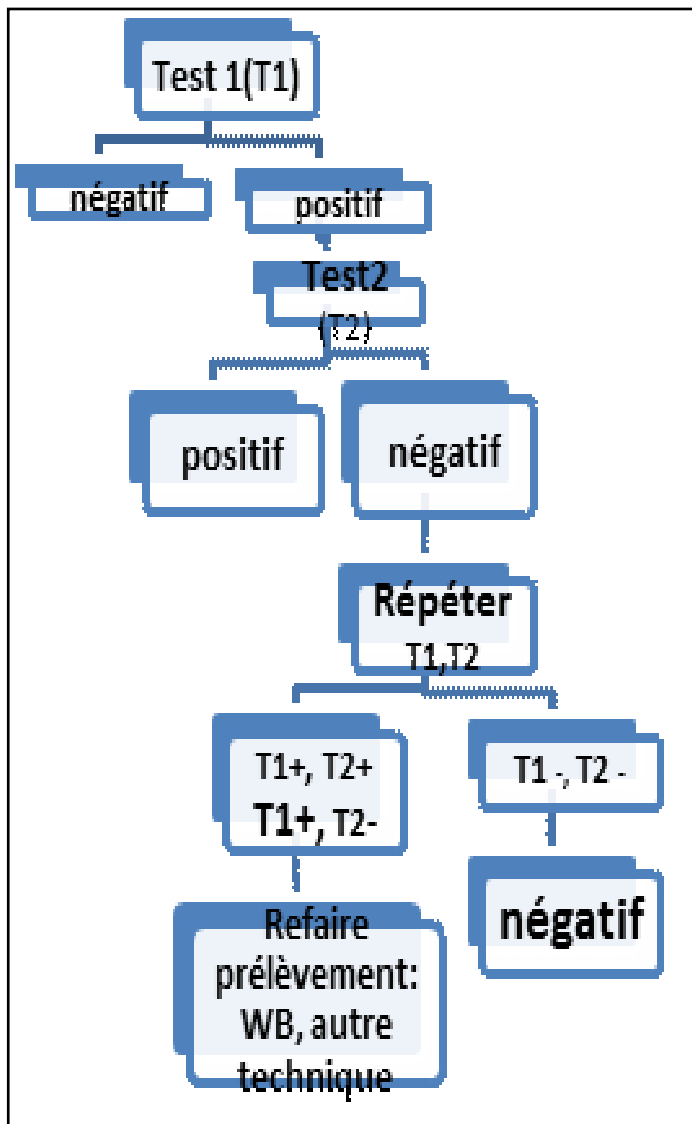 Test 1(T1)
négatif
positif
Test2
(T2)
positif
négatif
Répéter
T1,T2
T1+, T2+
T1+, T2-
T1 -, T2 -
Refaire
prélèvement:
WB, autre
technique
négatif